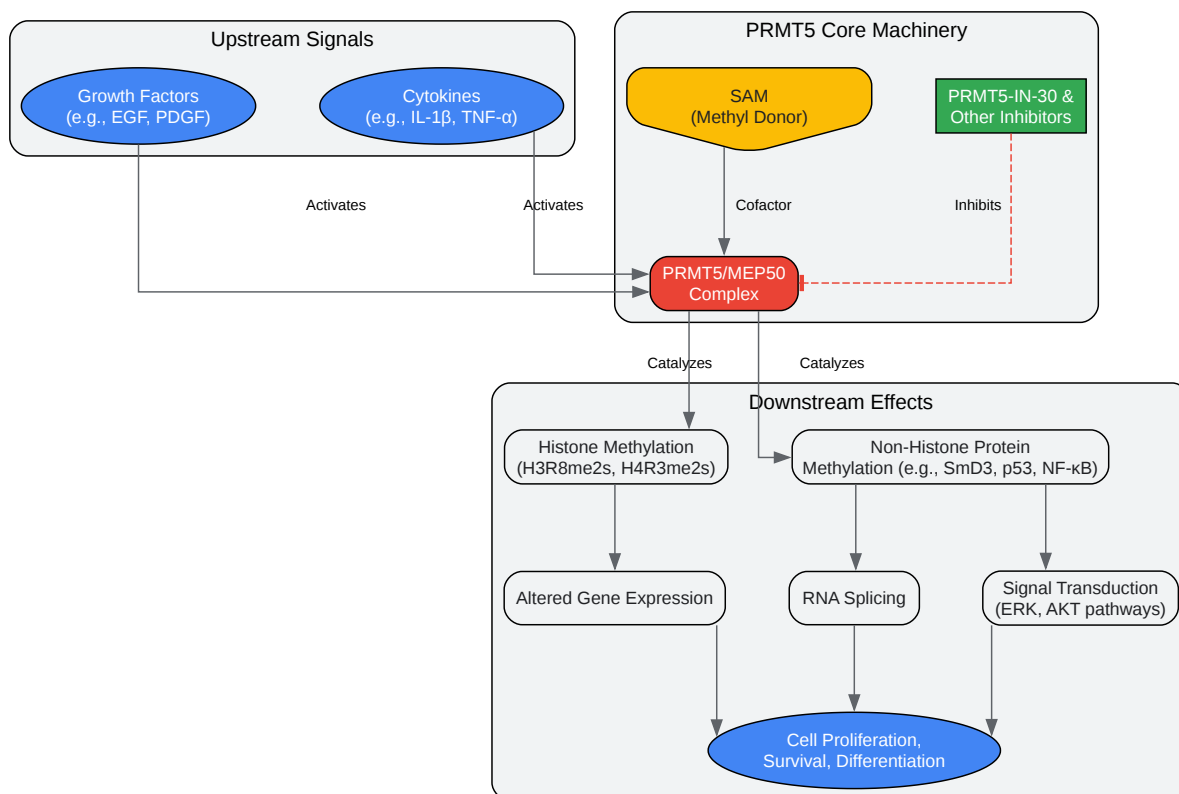 Upstream Signals
PRMT5 Core Machinery
Growth Factors
(e.g., EGF, PDGF)
Cytokines
(e.g., IL-1β, TNF-α)
SAM
(Methyl Donor)
PRMT5-IN-30 &
Other Inhibitors
Activates
Activates
Cofactor
Inhibits
PRMT5/MEP50
Complex
Catalyzes
Catalyzes
Downstream Effects
Histone Methylation
(H3R8me2s, H4R3me2s)
Non-Histone Protein
Methylation (e.g., SmD3, p53, NF-κB)
Altered Gene Expression
RNA Splicing
Signal Transduction
(ERK, AKT pathways)
Cell Proliferation,
Survival, Differentiation